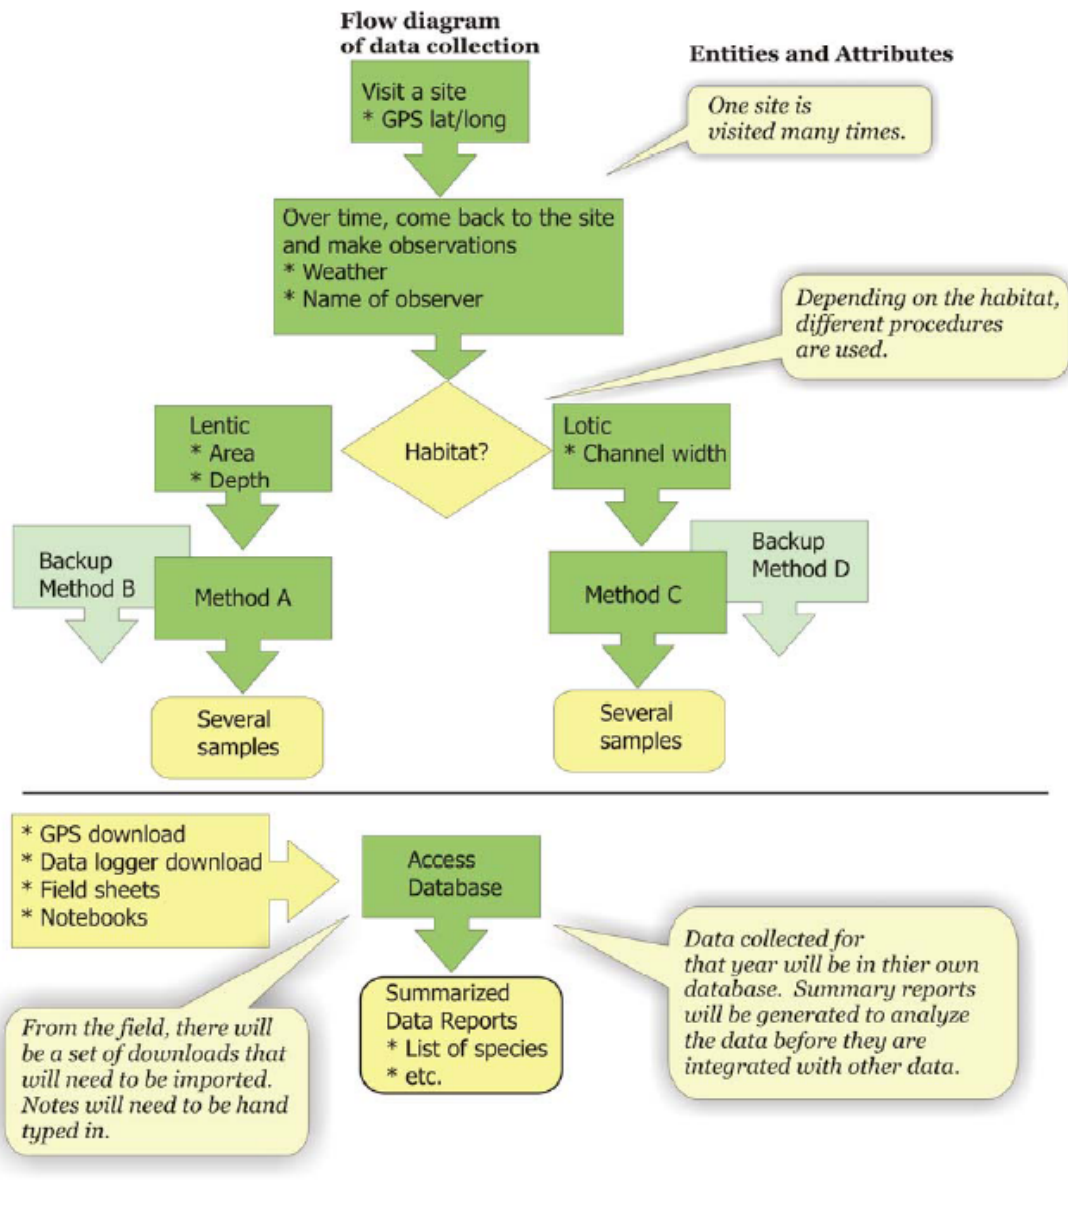 Flow diagram
of data collection
Entities and Attributes
Visit a site
* GPS lat/long
One site is
visited many times.
Over time, come back to the site
and make observations
* Weather
* Name of observer
Depending on the habitat,
different procedures
are used.
Lentic
* Area
* Depth
Habitat?
Lotic
* Channel width
Backup
Method B
Method A
Method C
Backup
Method D
Several
samples
Several
samples
* GPS download
* Data logger download
* Field sheets
* Notebooks
Access
Database
Data collected for
that year will be in thier own
database. Summary reports
will be generated to analyze
the data before they are
integrated with other data.
Summarized
Data Reports
* List of species
* etc.
From the field, there will
be a set of downloads that
will need to be imported.
Notes will need to be hand
typed in.